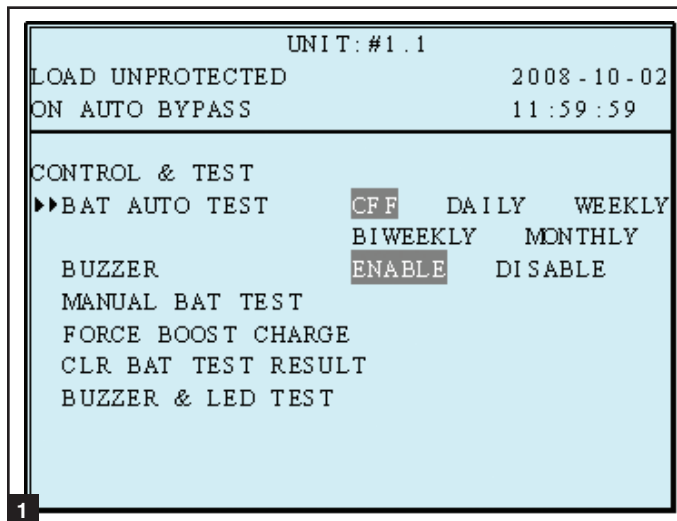 UNIT:#1.1
LOAD UNPROTECTED 2008-10-02
ON AUTO BYPASS 11:59:59
CONTROL & TEST
▶▶BAT AUTO TEST CFF DAILY WEEKLY
BIWEEKLY MONTHLY
BUZZER ENABLE DISABLE
MANUAL BAT TEST
FORCE BOOST CHARGE
CLR BAT TEST RESULT
BUZZER & LED TEST
1